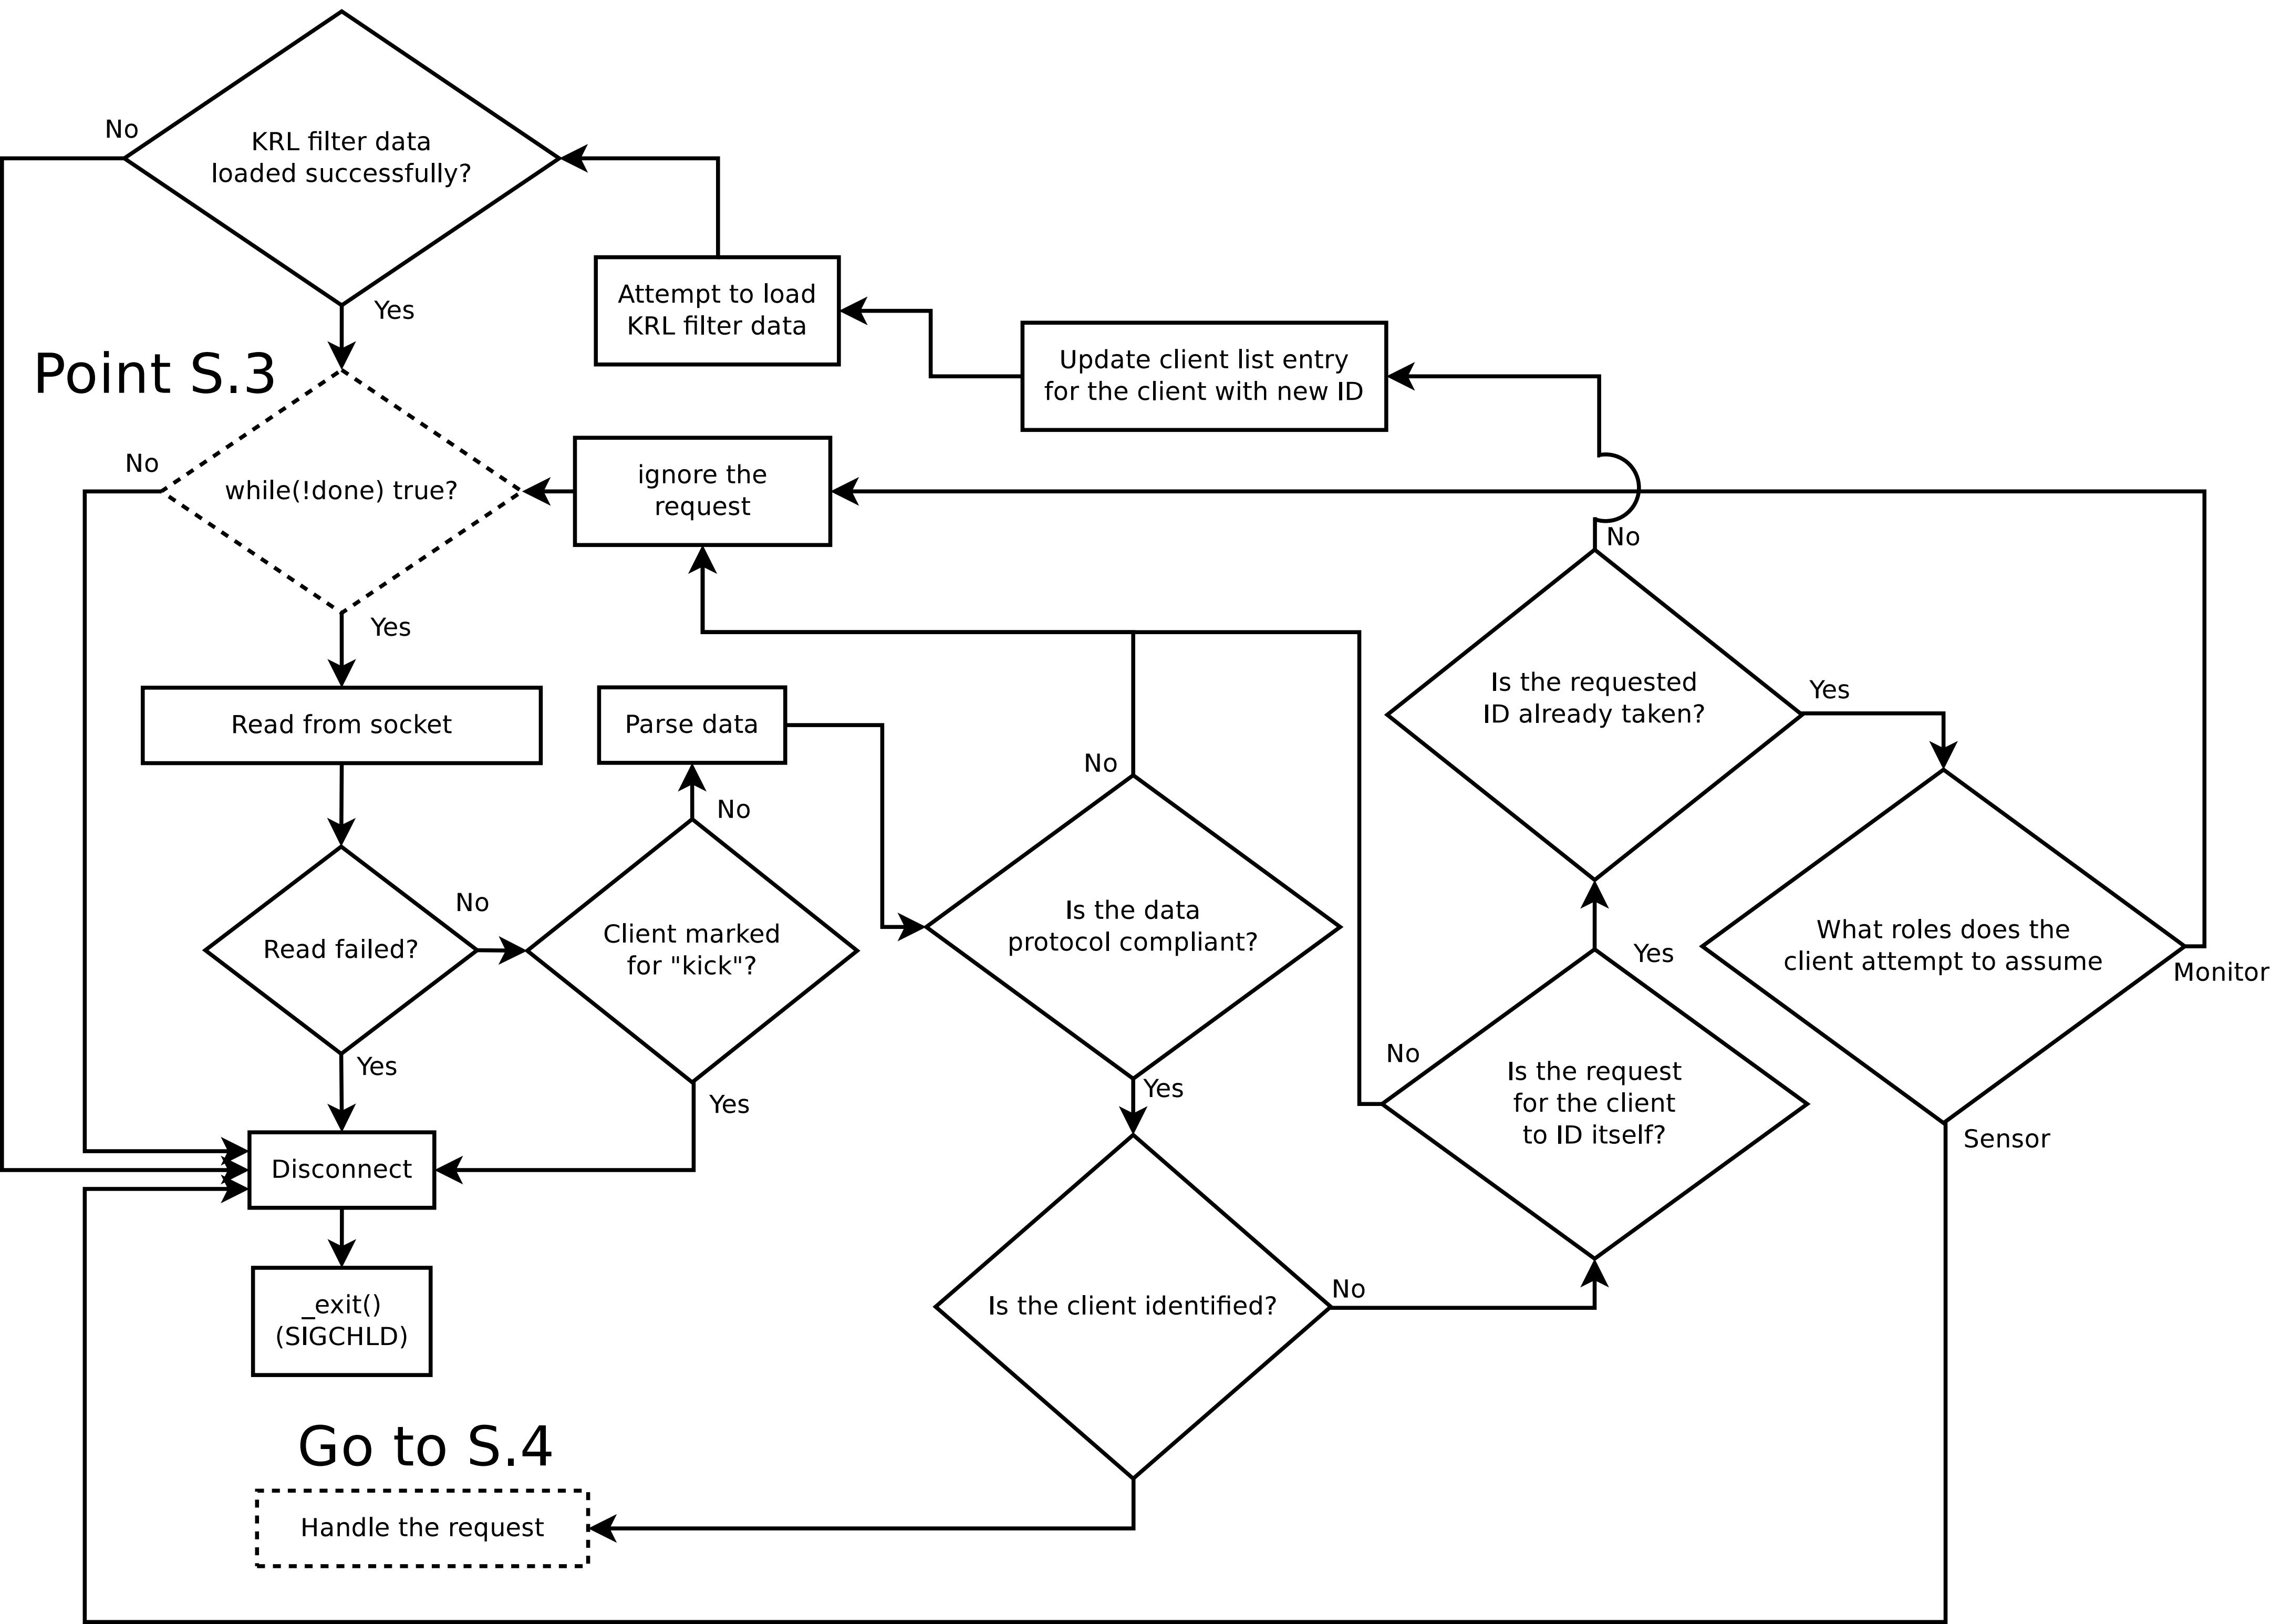 No
KRL filter data
loaded successfully?
Yes
Attempt to load
KRL filter data
Update client list entry
for the client with new ID
Point S.3
No
while(!done) true?
ignore the
request
No
Yes
Is the requested
ID already taken?
Yes
Read from socket
Parse data
No
No
No
Read failed?
Client marked
for "kick"?
Is the data
protocol compliant?
What roles does the
client attempt to assume
Yes
Monitor
Yes
Yes
Yes
No
Is the request
for the client
to ID itself?
Sensor
Disconnect
_exit()
(SIGCHLD)
Is the client identified?
No
Go to S.4
Handle the request